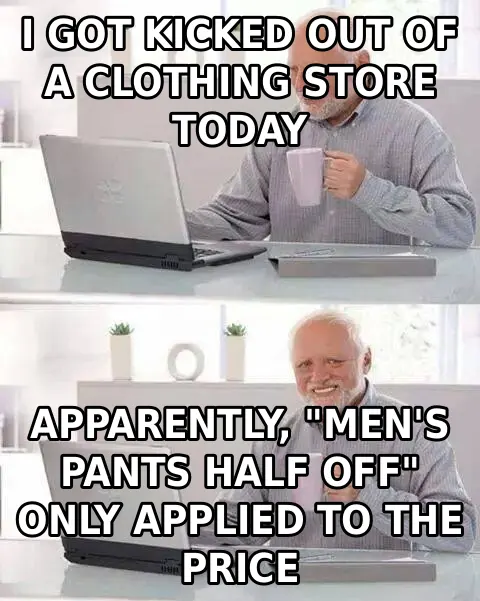 I GOT KICKED OUT OF
A CLOTHING STORE
TODAY
APPARENTLY, "MEN'S
PANTS HALF OFF"
ONLY APPLIED TO THE
PRICE